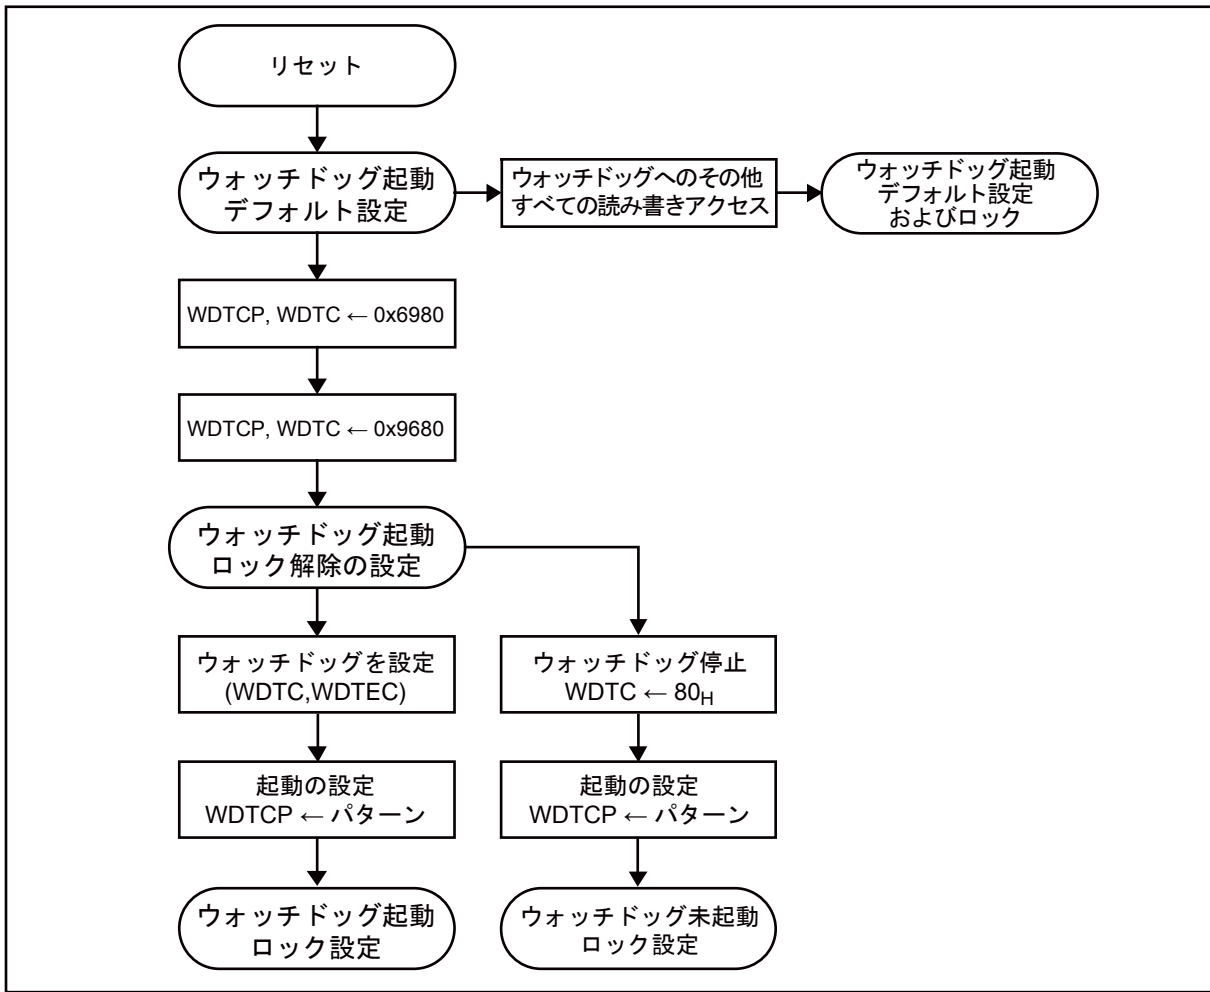 リセット
ウォッチドッグ起動
デフォルト設定
ウォッチドッグへのその他
すべての読み書きアクセス
ウォッチドッグ起動
デフォルト設定
およびロック
WDTCP, WDTC ← 0x6980
WDTCP, WDTC ← 0x9680
ウォッチドッグ起動
ロック解除の設定
ウォッチドッグを設定
(WDTC,WDTEC)
ウォッチドッグ停止
WDTC ← 80H
起動の設定
WDTCP ← パターン
起動の設定
WDTCP ← パターン
ウォッチドッグ起動
ロック設定
ウォッチドッグ未起動
ロック設定